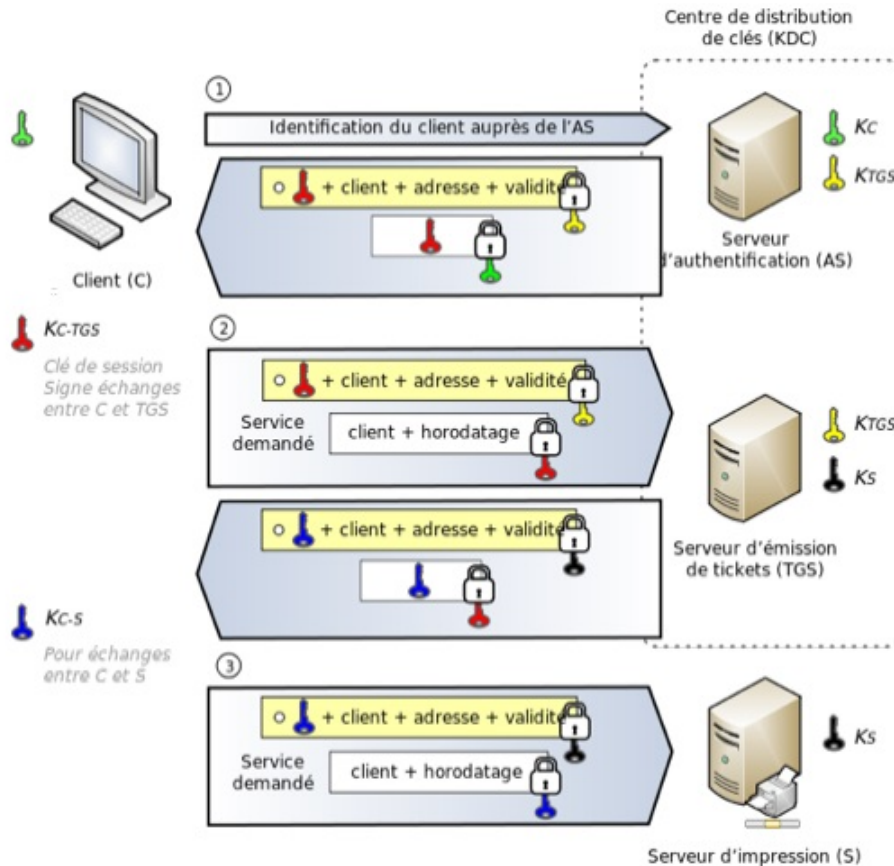 Centre de distribution
de clés (KDC)
1
Identification du client auprès de l'AS
KC
+ client + adresse + validité
KTGS
Serveur
d'authentification (AS)
Client (C)
KC-TGS
Clé de session
Signe échanges
entre C et TGS
2
+ client + adresse + validité
Service
demandé
client + horodatage
KTGS
KS
+ client + adresse + validité
Serveur d'émission
de tickets (TGS)
KC-S
Pour échanges
entre C et S
3
+ client + adresse + validité
Service
demandé
client + horodatage
KS
Serveur d'impression (S)